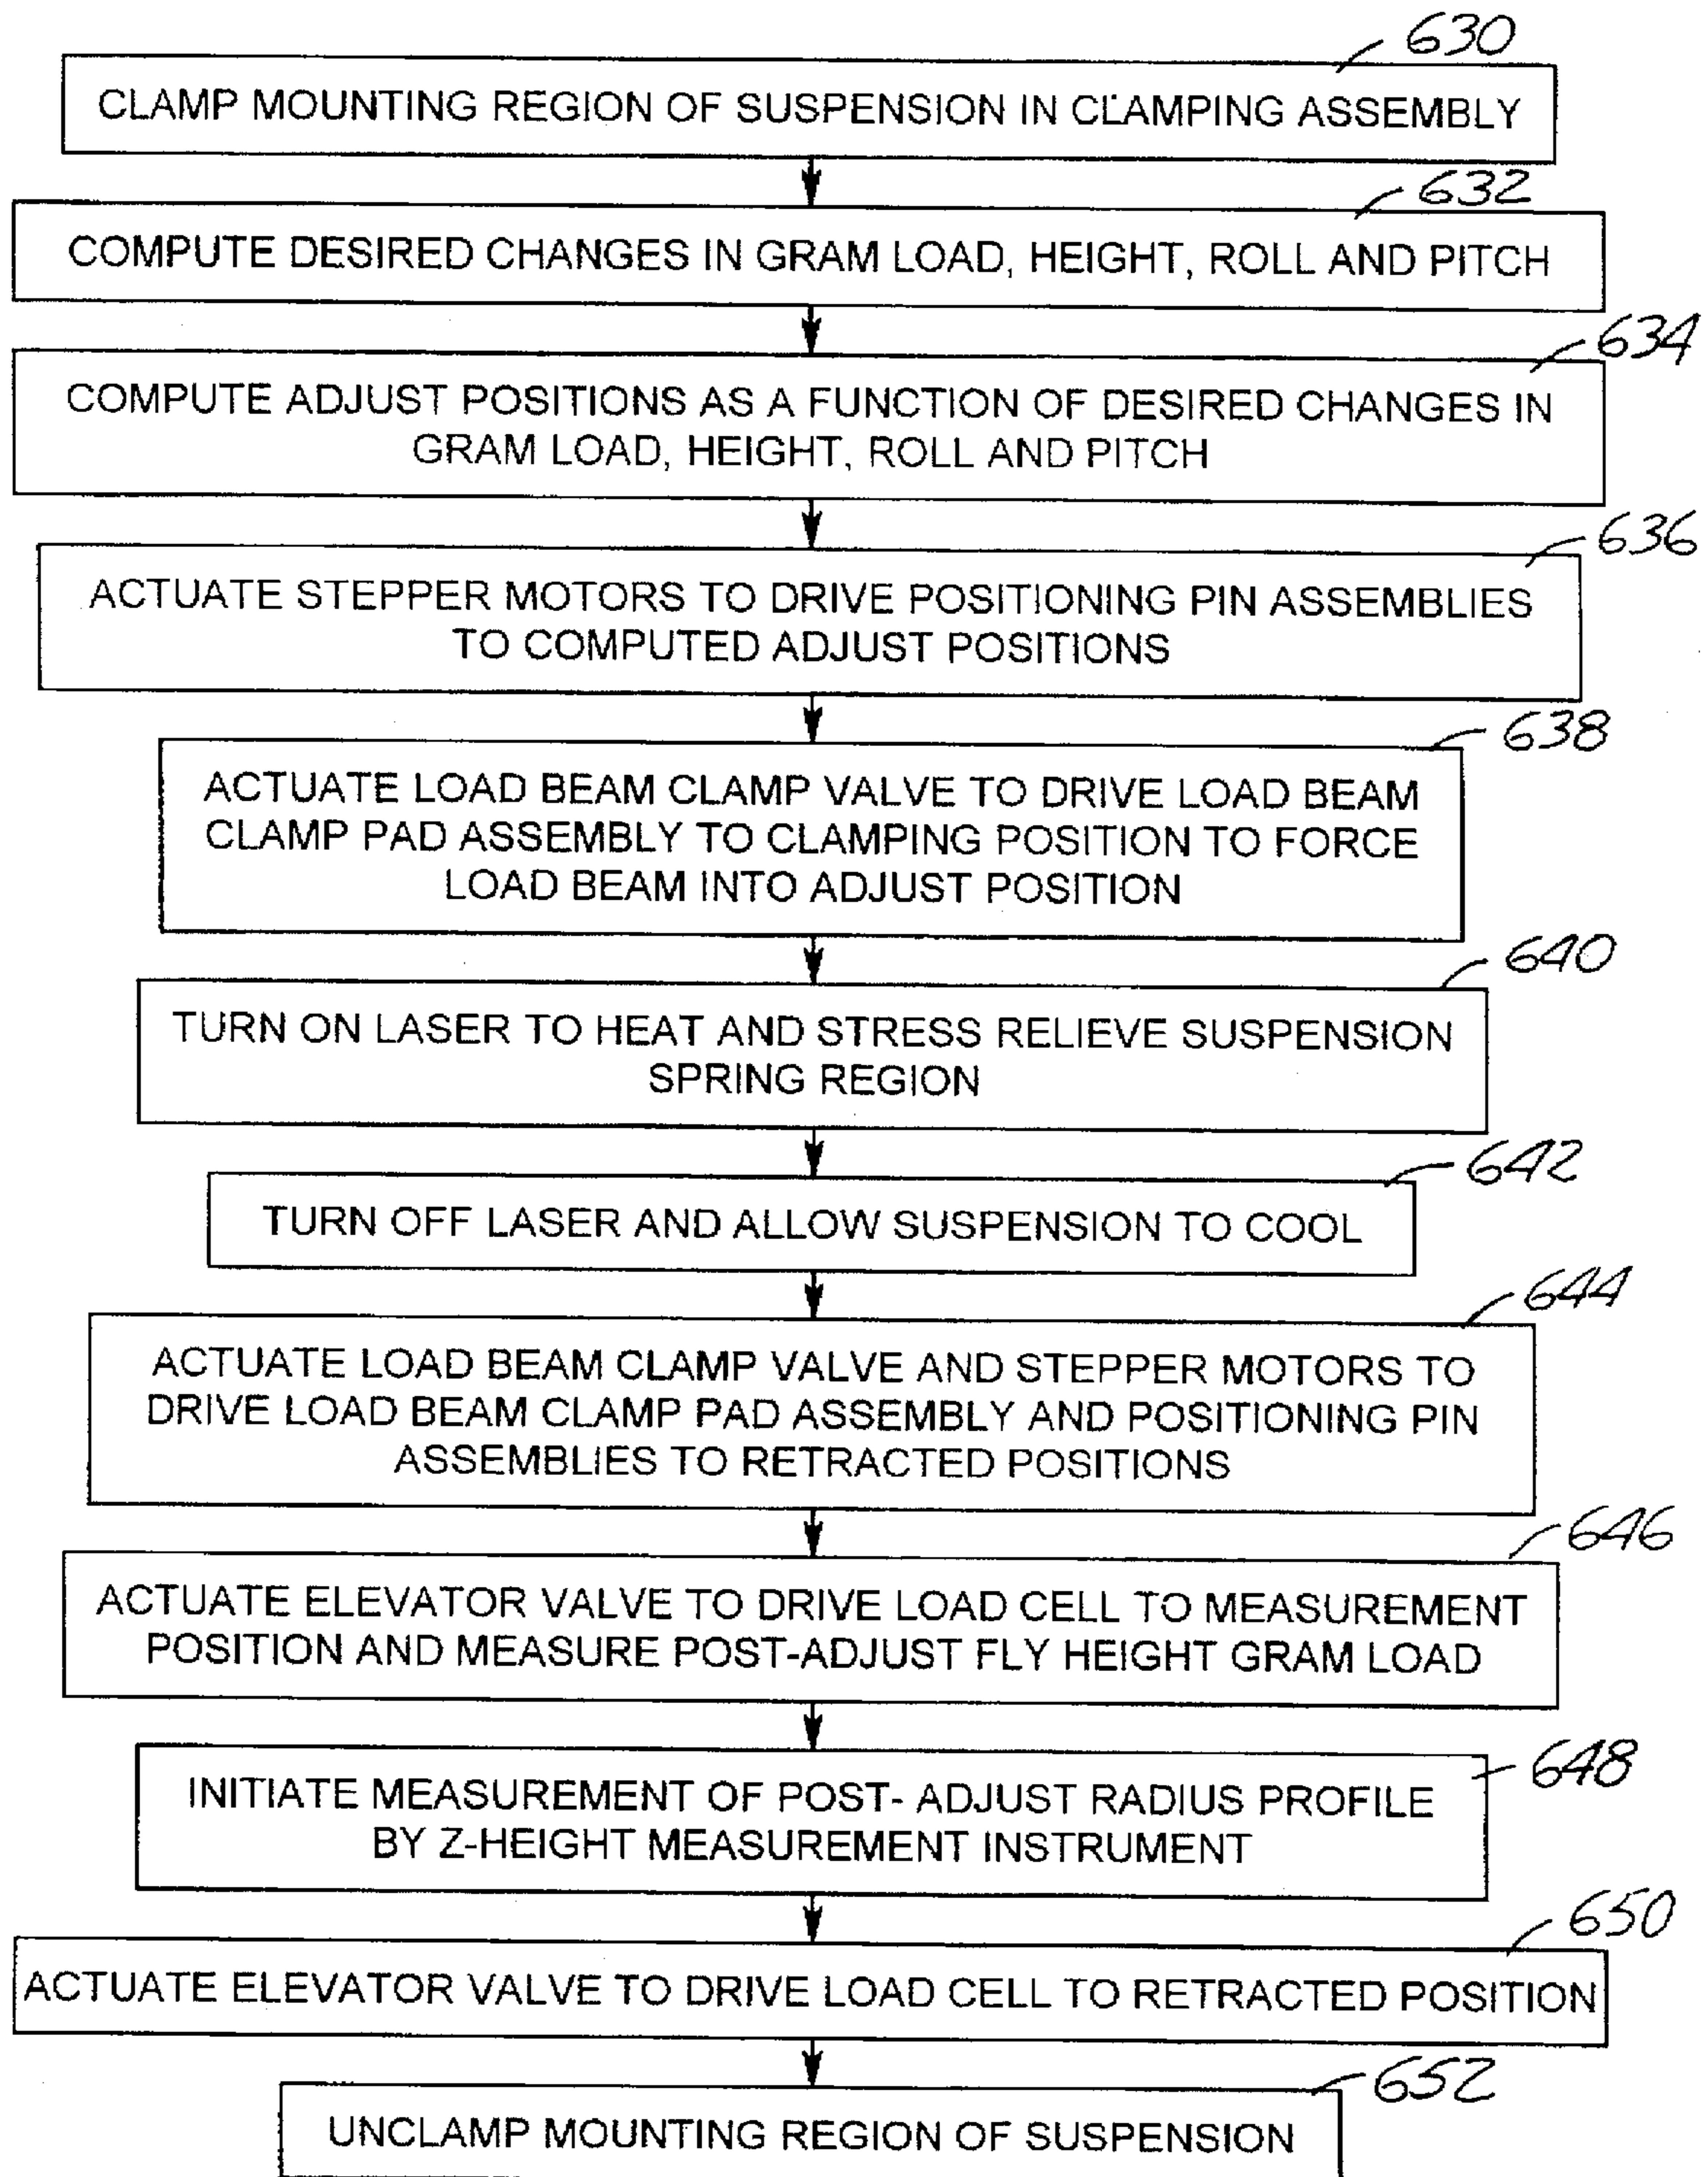 630
CLAMP MOUNTING REGION OF SUSPENSION IN CLAMPING ASSEMBLY
632
COMPUTE DESIRED CHANGES IN GRAM LOAD, HEIGHT, ROLL AND PITCH
634
COMPUTE ADJUST POSITIONS AS A FUNCTION OF DESIRED CHANGES IN
GRAM LOAD, HEIGHT, ROLL AND PITCH
636
ACTUATE STEPPER MOTORS TO DRIVE POSITIONING PIN ASSEMBLIES
TO COMPUTED ADJUST POSITIONS
638
ACTUATE LOAD BEAM CLAMP VALVE TO DRIVE LOAD BEAM
CLAMP PAD ASSEMBLY TO CLAMPING POSITION TO FORCE
LOAD BEAM INTO ADJUST POSITION
640
TURN ON LASER TO HEAT AND STRESS RELIEVE SUSPENSION
SPRING REGION
642
TURN OFF LASER AND ALLOW SUSPENSION TO COOL
644
ACTUATE LOAD BEAM CLAMP VALVE AND STEPPER MOTORS TO
DRIVE LOAD BEAM CLAMP PAD ASSEMBLY AND POSITIONING PIN
ASSEMBLIES TO RETRACTED POSITIONS
646
ACTUATE ELEVATOR VALVE TO DRIVE LOAD CELL TO MEASUREMENT
POSITION AND MEASURE POST-ADJUST FLY HEIGHT GRAM LOAD
648
INITIATE MEASUREMENT OF POST- ADJUST RADIUS PROFILE
BY Z-HEIGHT MEASUREMENT INSTRUMENT
650
ACTUATE ELEVATOR VALVE TO DRIVE LOAD CELL TO RETRACTED POSITION
652
UNCLAMP MOUNTING REGION OF SUSPENSION